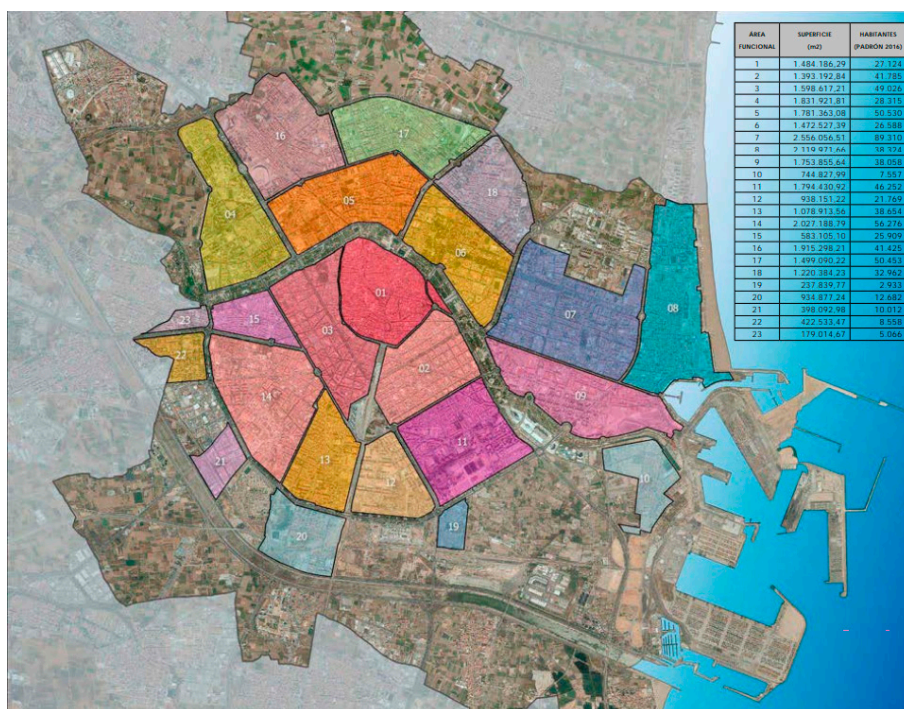 ÁREA FUNCIONAL SUPERFICIE (m2) HABITANTES (PADRÓN 2016)
1 1.484.186,29 27.124
2 1.393.192,84 41.785
3 1.598.617,21 49.026
4 1.831.921,81 28.315
5 1.781.363,08 50.530
6 1.472.527,39 26.588
7 2.556.056,51 89.310
8 2.119.971,66 38.324
9 1.753.855,64 38.058
10 744.827,99 7.557
11 1.794.430,92 46.252
12 938.151,22 21.769
13 1.078.913,56 38.654
14 2.027.188,79 56.276
15 583.105,10 25.909
16 1.915.298,21 41.425
17 1.499.090,22 50.453
18 1.220.384,23 32.962
19 237.839,77 2.933
20 934.877,24 12.682
21 398.092,98 10.012
22 422.533,47 8.558
23 179.014,67 5.066
16
17
18
05
04
06
01
08
07
23
15
03
22
02
09
14
11
13
12
21
10
19
20